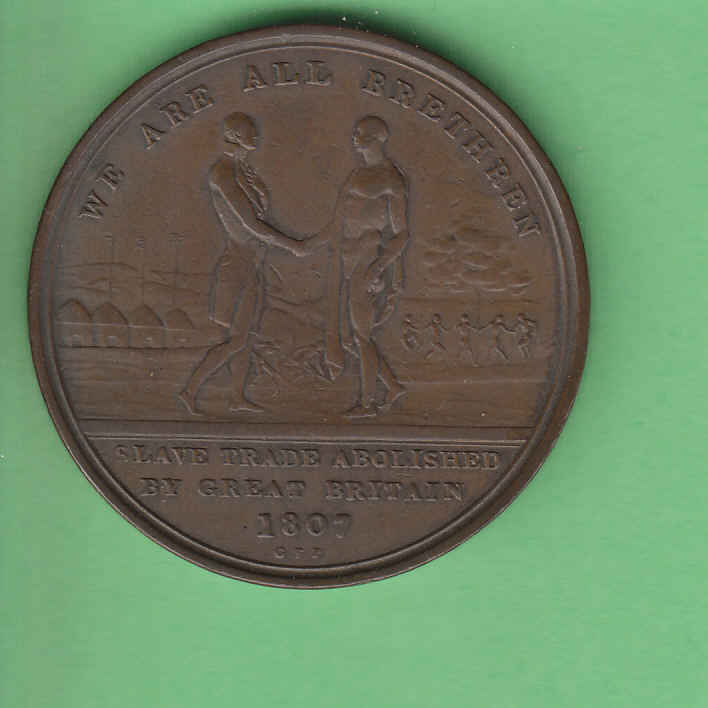 WE ARE ALL BRETHREN
SLAVE TRADE ABOLISHED
BY GREAT BRITAIN
1807